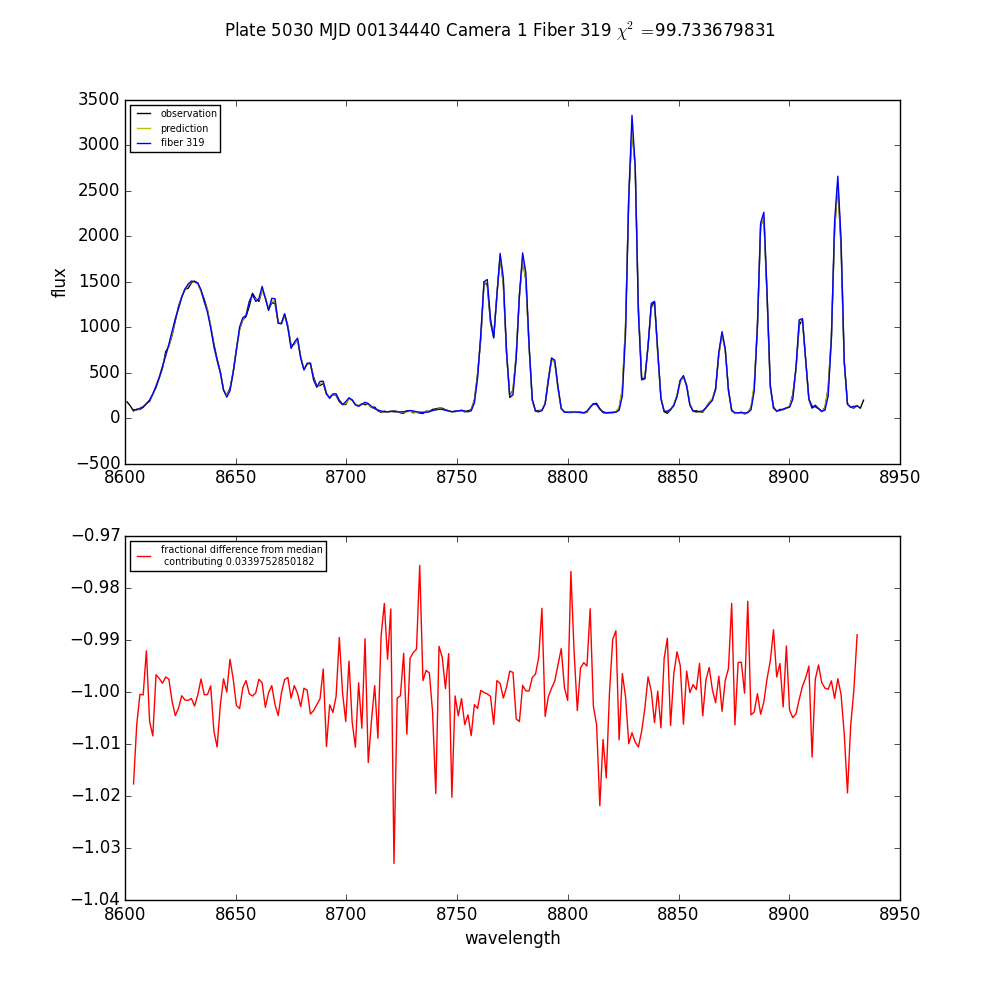 Plate 5030 MJD 00134440 Camera 1 Fiber 319 χ² =99.733679831
3500
3000
2500
2000
1500
1000
500
0
−500
flux
observation
prediction
fiber 319
8600 8650 8700 8750 8800 8850 8900 8950
−0.97
−0.98
−0.99
−1.00
−1.01
−1.02
−1.03
−1.04
fractional difference from median
contributing 0.0339752850182
8600 8650 8700 8750 8800 8850 8900 8950
wavelength